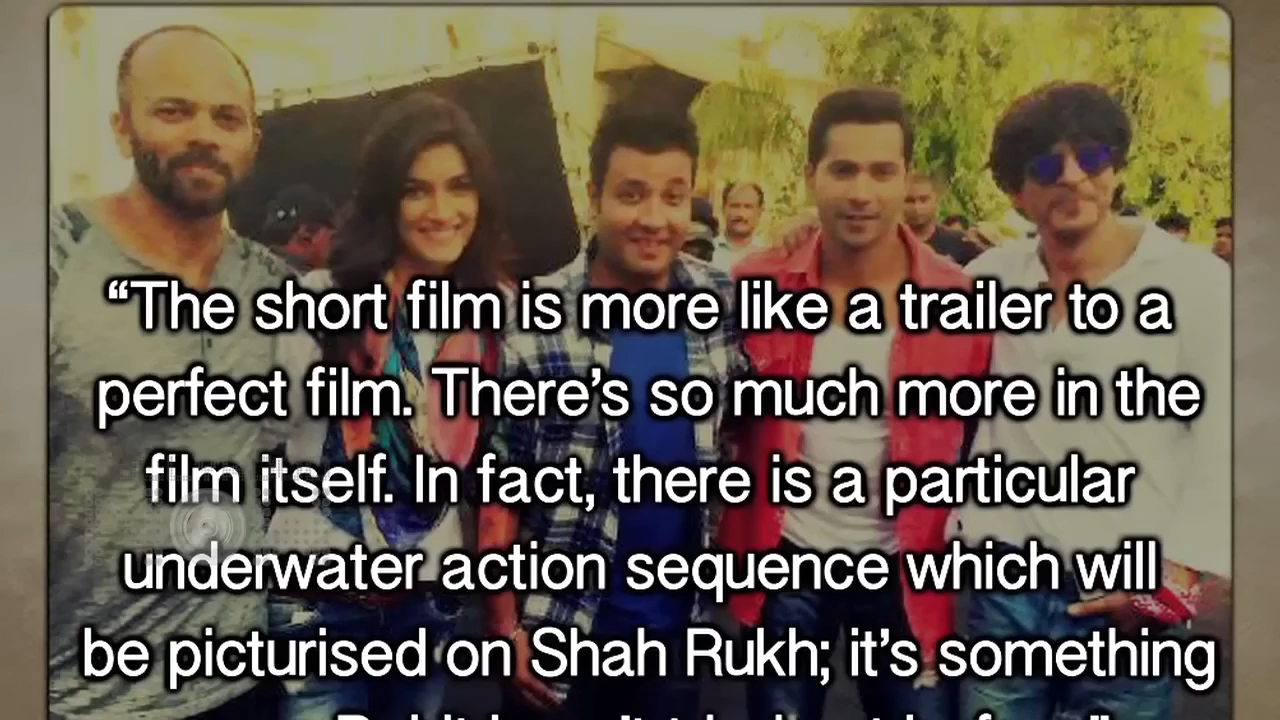 “The short film is more like a trailer to a
perfect film. There’s so much more in the
film itself. In fact, there is a particular
underwater action sequence which will
be picturised on Shah Rukh; it’s something